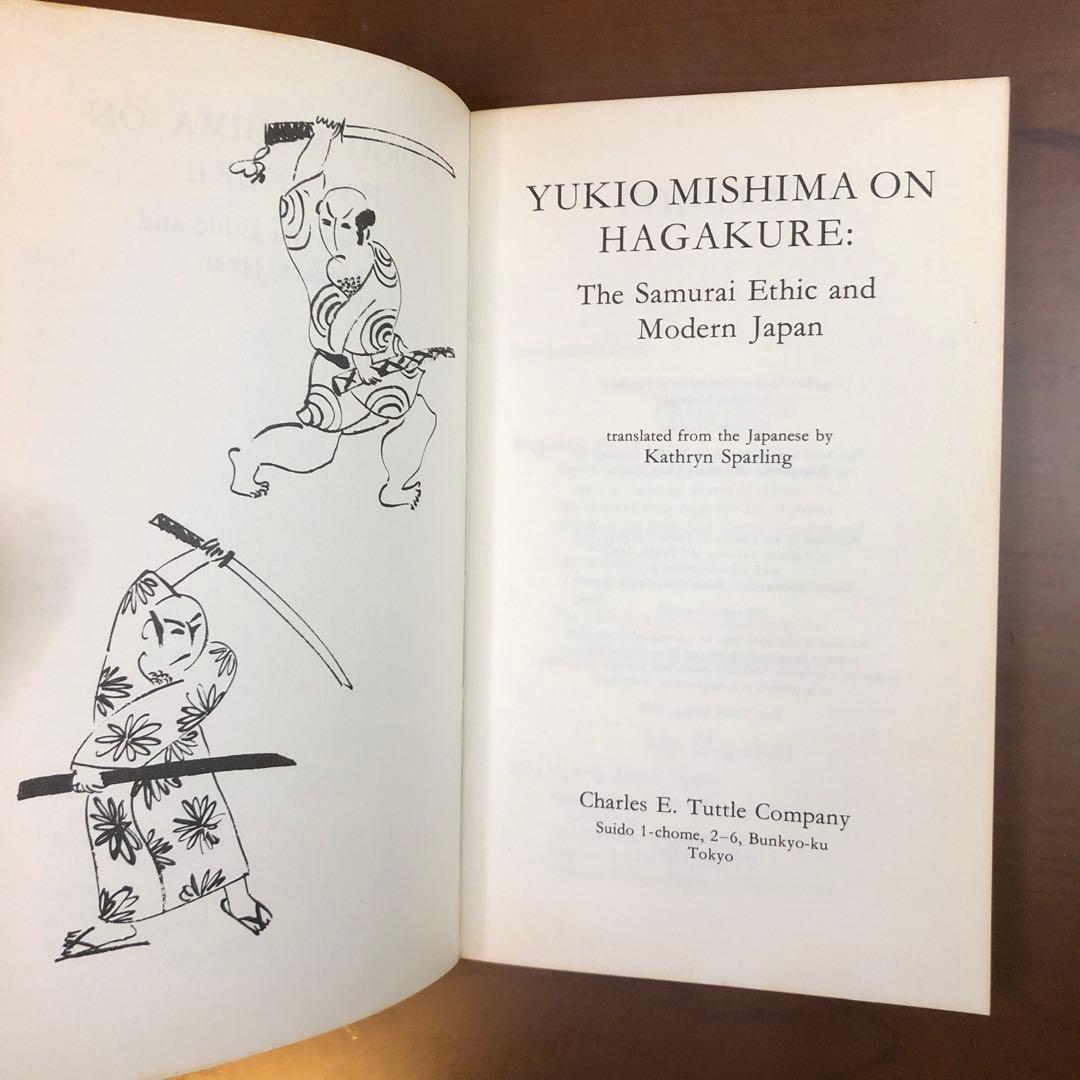 YUKIO MISHIMA ON
HAGAKURE:
The Samurai Ethic and
Modern Japan
translated from the Japanese by
Kathryn Sparling
Charles E. Tuttle Company
Suido 1-chome, 2–6, Bunkyo-ku
Tokyo